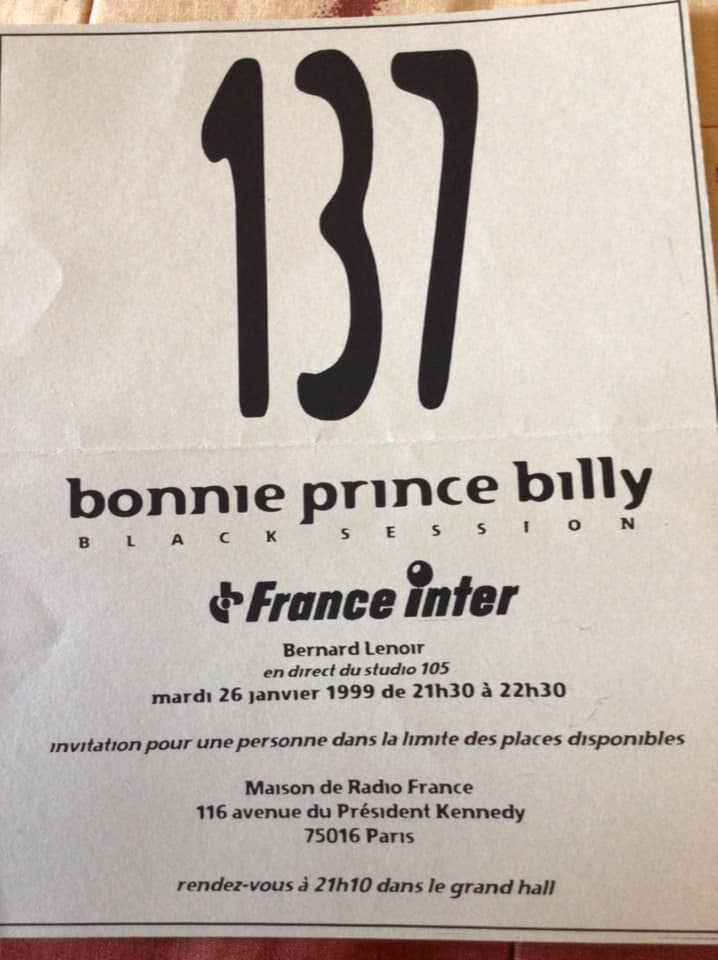 137
bonnie prince billy
BLACK SESSION
France inter
Bernard Lenoir
en direct du studio 105
mardi 26 janvier 1999 de 21h30 à 22h30
invitation pour une personne dans la limite des places disponibles
Maison de Radio France
116 avenue du Président Kennedy
75016 Paris
rendez-vous à 21h10 dans le grand hall